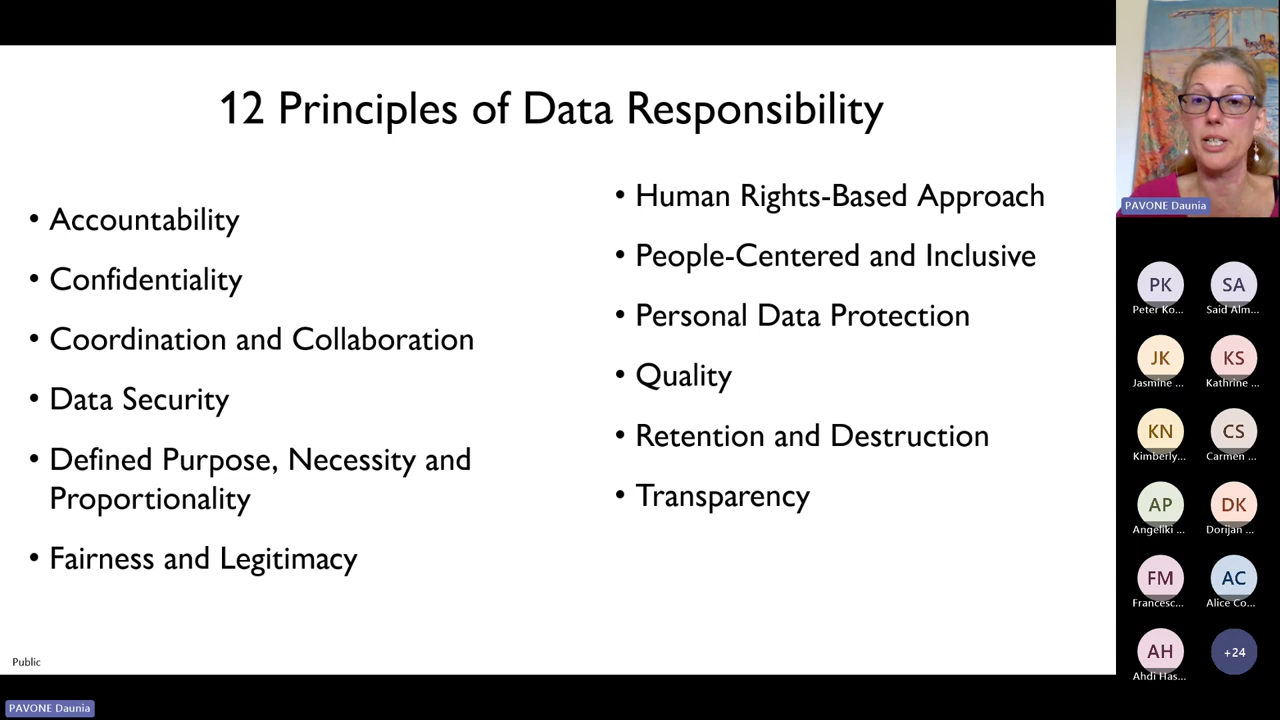 12 Principles of Data Responsibility
• Accountability
• Confidentiality
• Coordination and Collaboration
• Data Security
• Defined Purpose, Necessity and
Proportionality
• Fairness and Legitimacy
• Human Rights-Based Approach
• People-Centered and Inclusive
• Personal Data Protection
• Quality
• Retention and Destruction
• Transparency
Public
PAVONE Daunia
PAVONE Daunia
PK
Peter Ko...
SA
Said Alm...
JK
Jasmine ...
KS
Kathrine ...
KN
Kimberly...
CS
Carmen ...
AP
Angeliki ...
DK
Dorijan ...
FM
Francesc...
AC
Alice Co...
AH
Ahdi Has...
+24